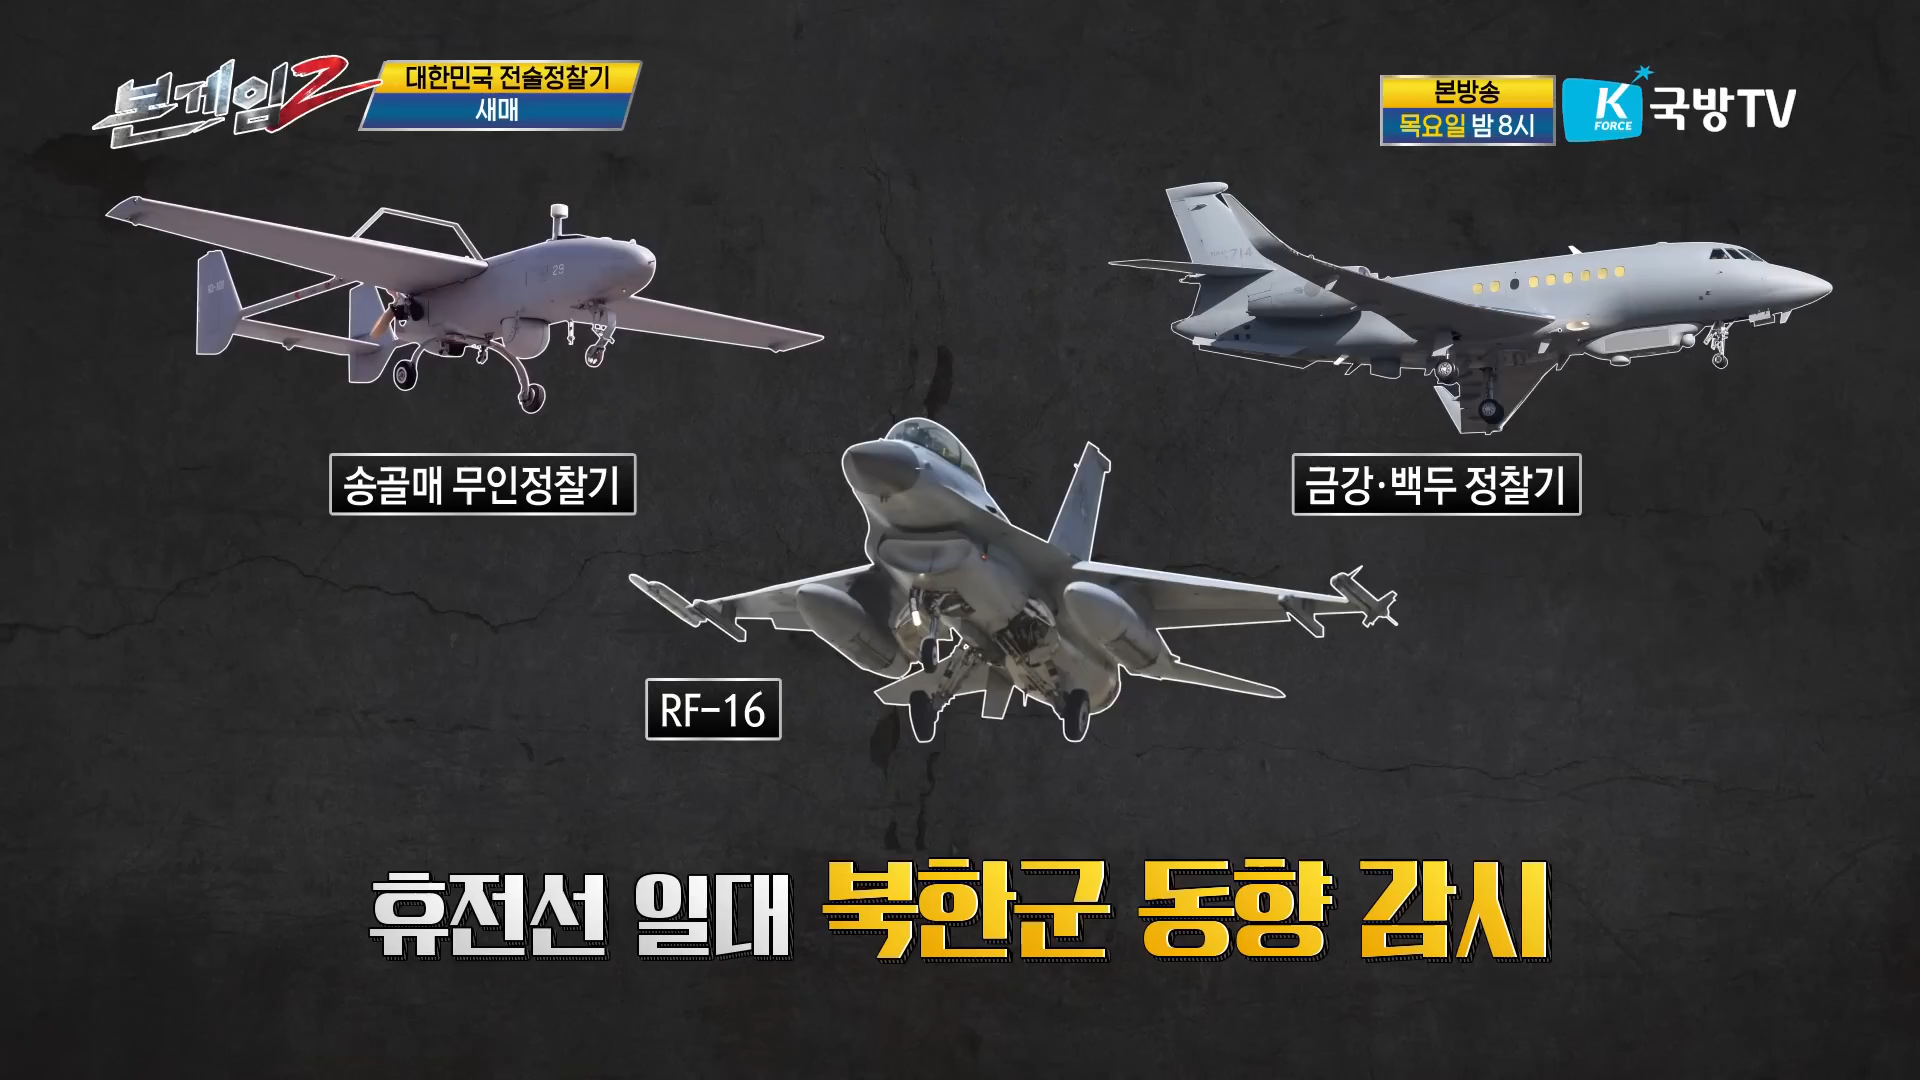 본게임2
대한민국 전술정찰기
새매
본방송
목요일 밤 8시
K
FORCE
국방TV
29
714
송골매 무인정찰기
금강·백두 정찰기
RF-16
휴전선 일대 북한군 동향 감시